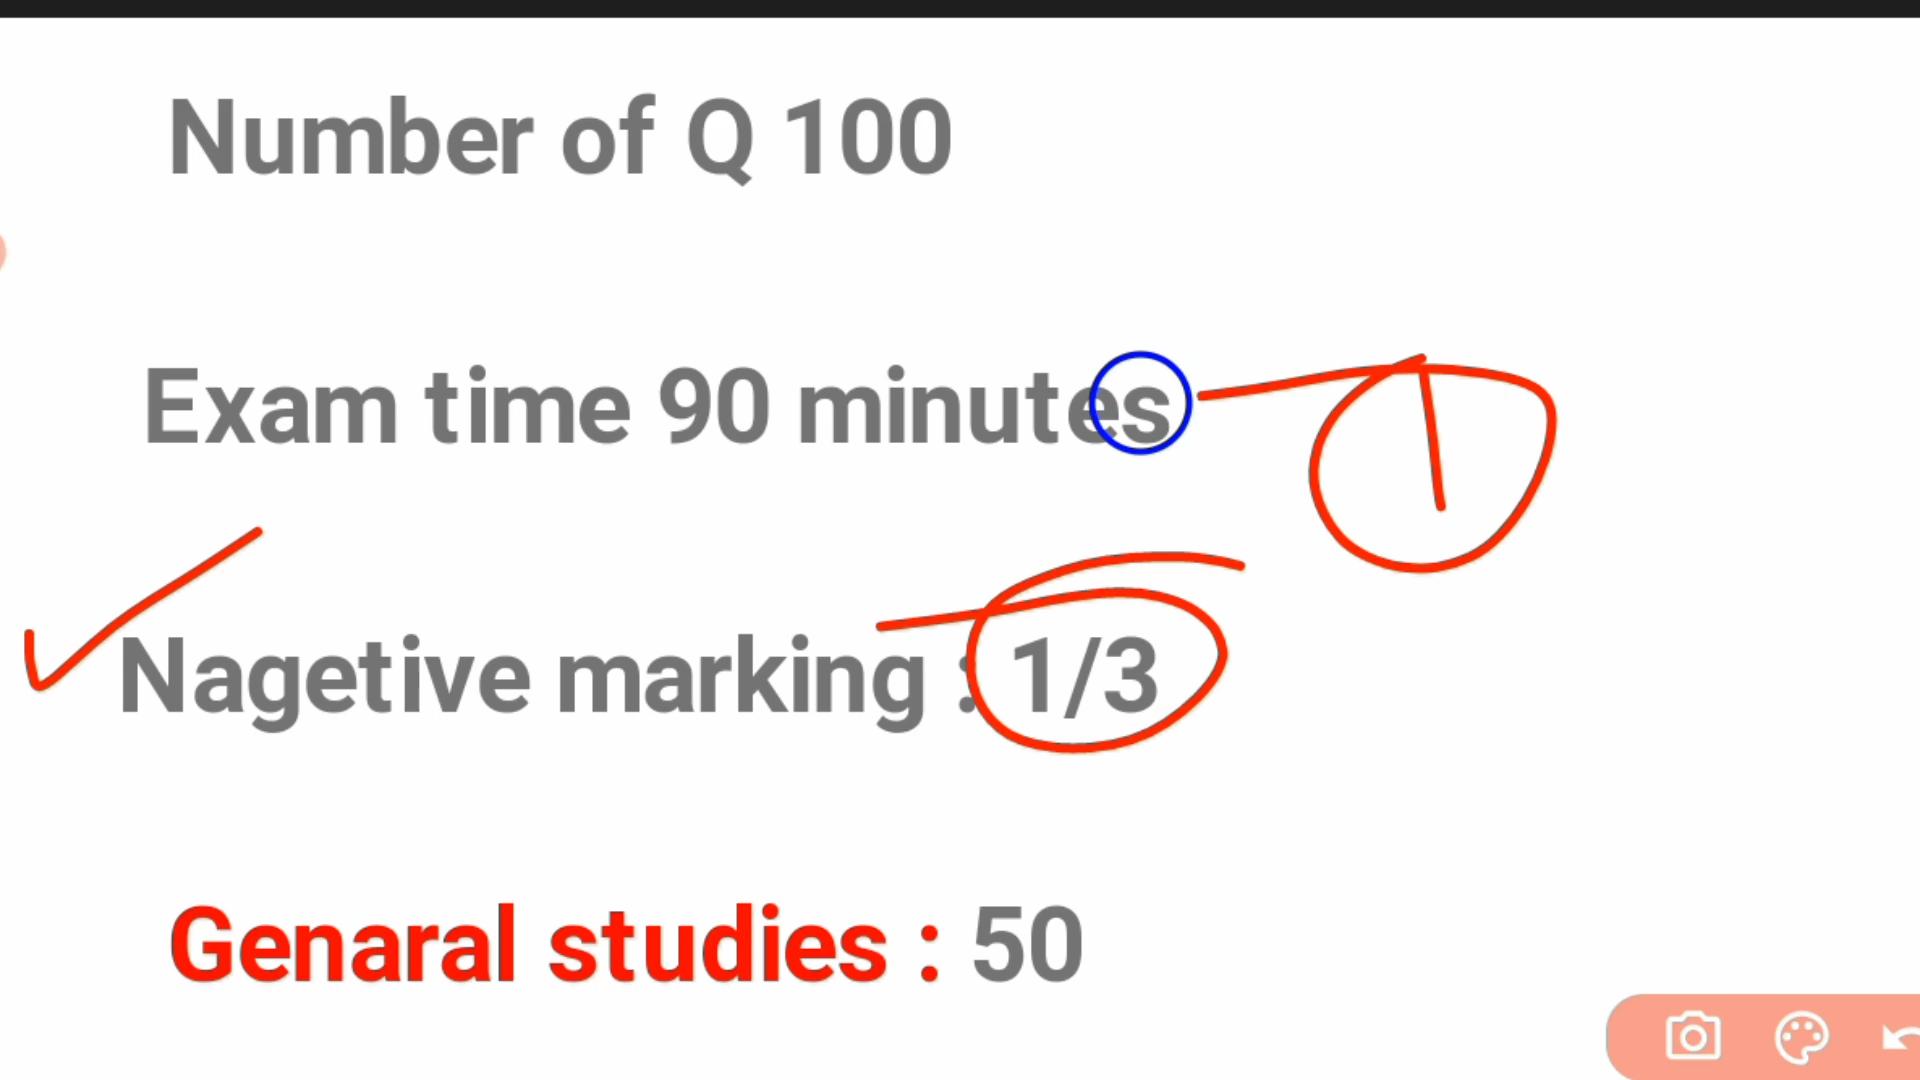 Number of Q 100
Exam time 90 minutes
Nagetive marking : 1/3
Genaral studies : 50